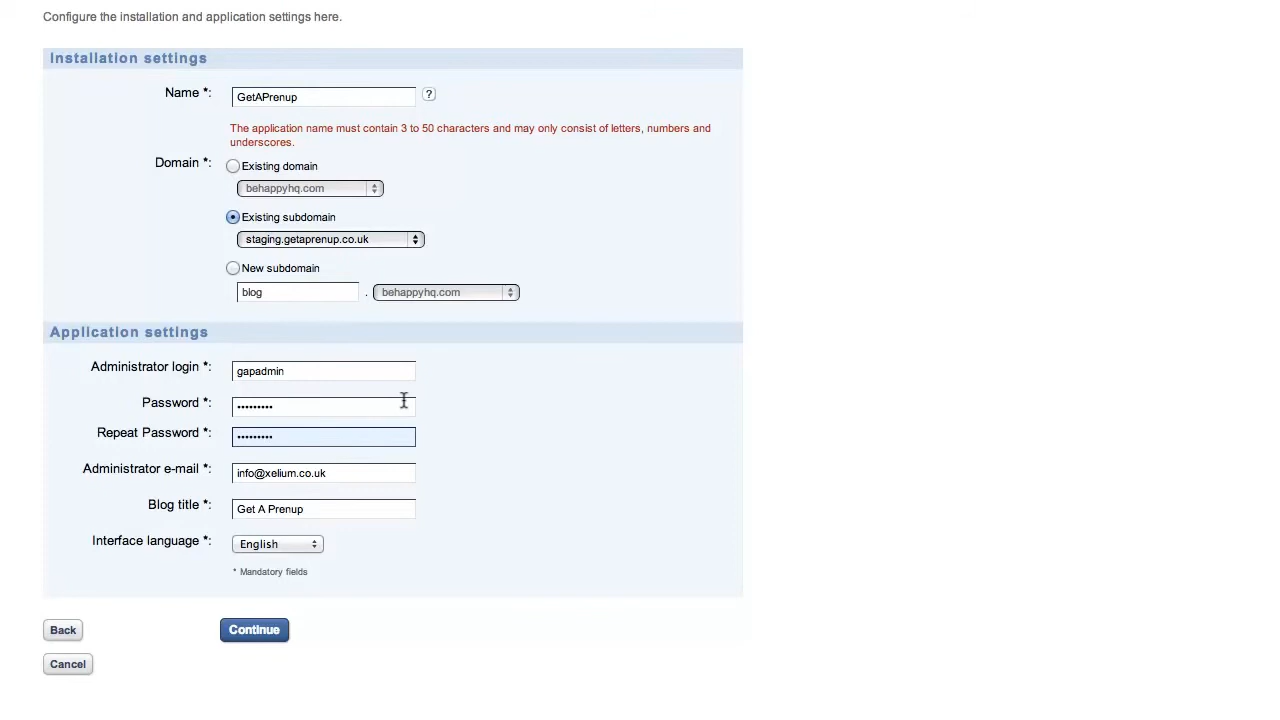 Configure the installation and application settings here.
Installation settings
Name *: GetAPrenup ?
The application name must contain 3 to 50 characters and may only consist of letters, numbers and
underscores.
Domain *: Existing domain
behappyhq.com
Existing subdomain
staging.getaprenup.co.uk
New subdomain
blog . behappyhq.com
Application settings
Administrator login *: gapadmin
Password *: •••••••••
Repeat Password *: •••••••••
Administrator e-mail *: info@xelium.co.uk
Blog title *: Get A Prenup
Interface language *: English
* Mandatory fields
Back Continue
Cancel